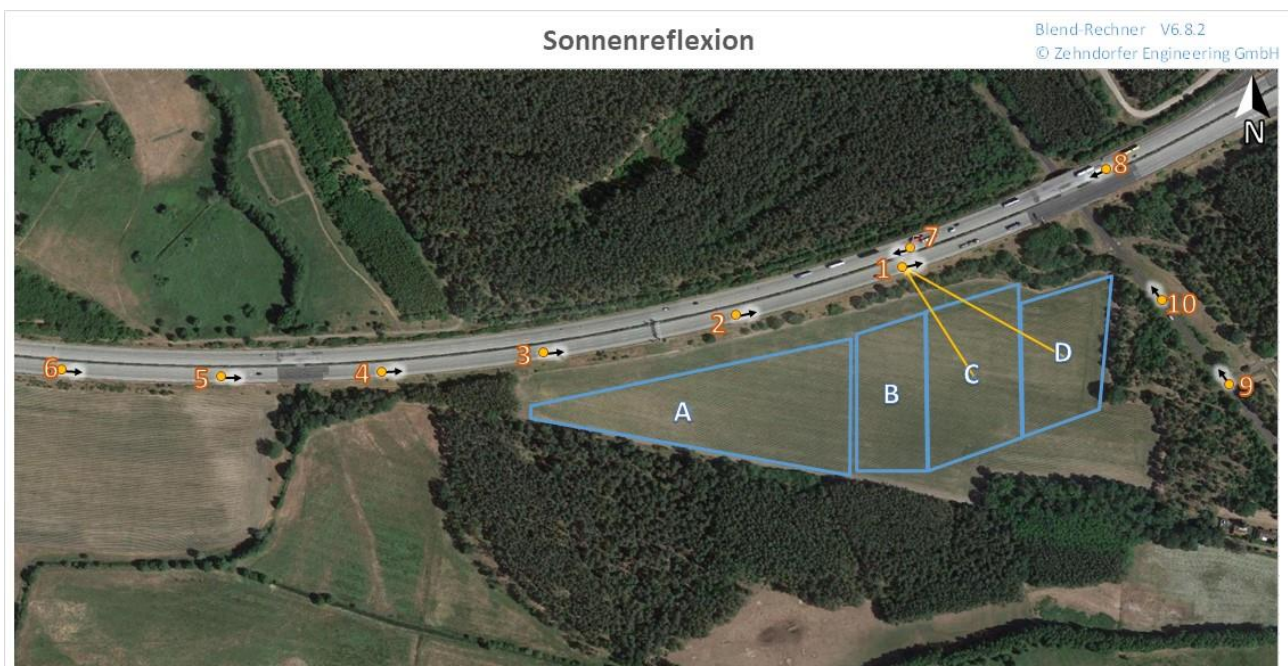 Sonnenreflexion
Blend-Rechner V6.8.2
© Zehndorfer Engineering GmbH
N
8
7
1
10
2
D
3
C
6
5
4
B
9
A